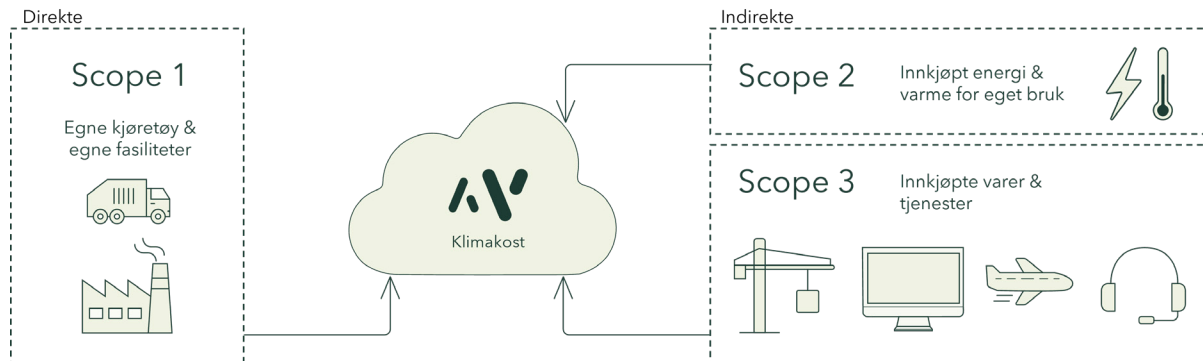 Direkte
Scope 1
Egne kjøretøy &
egne fasiliteter
Klimakost
Indirekte
Scope 2
Innkjøpt energi &
varme for eget bruk
Scope 3
Innkjøpte varer &
tjenester